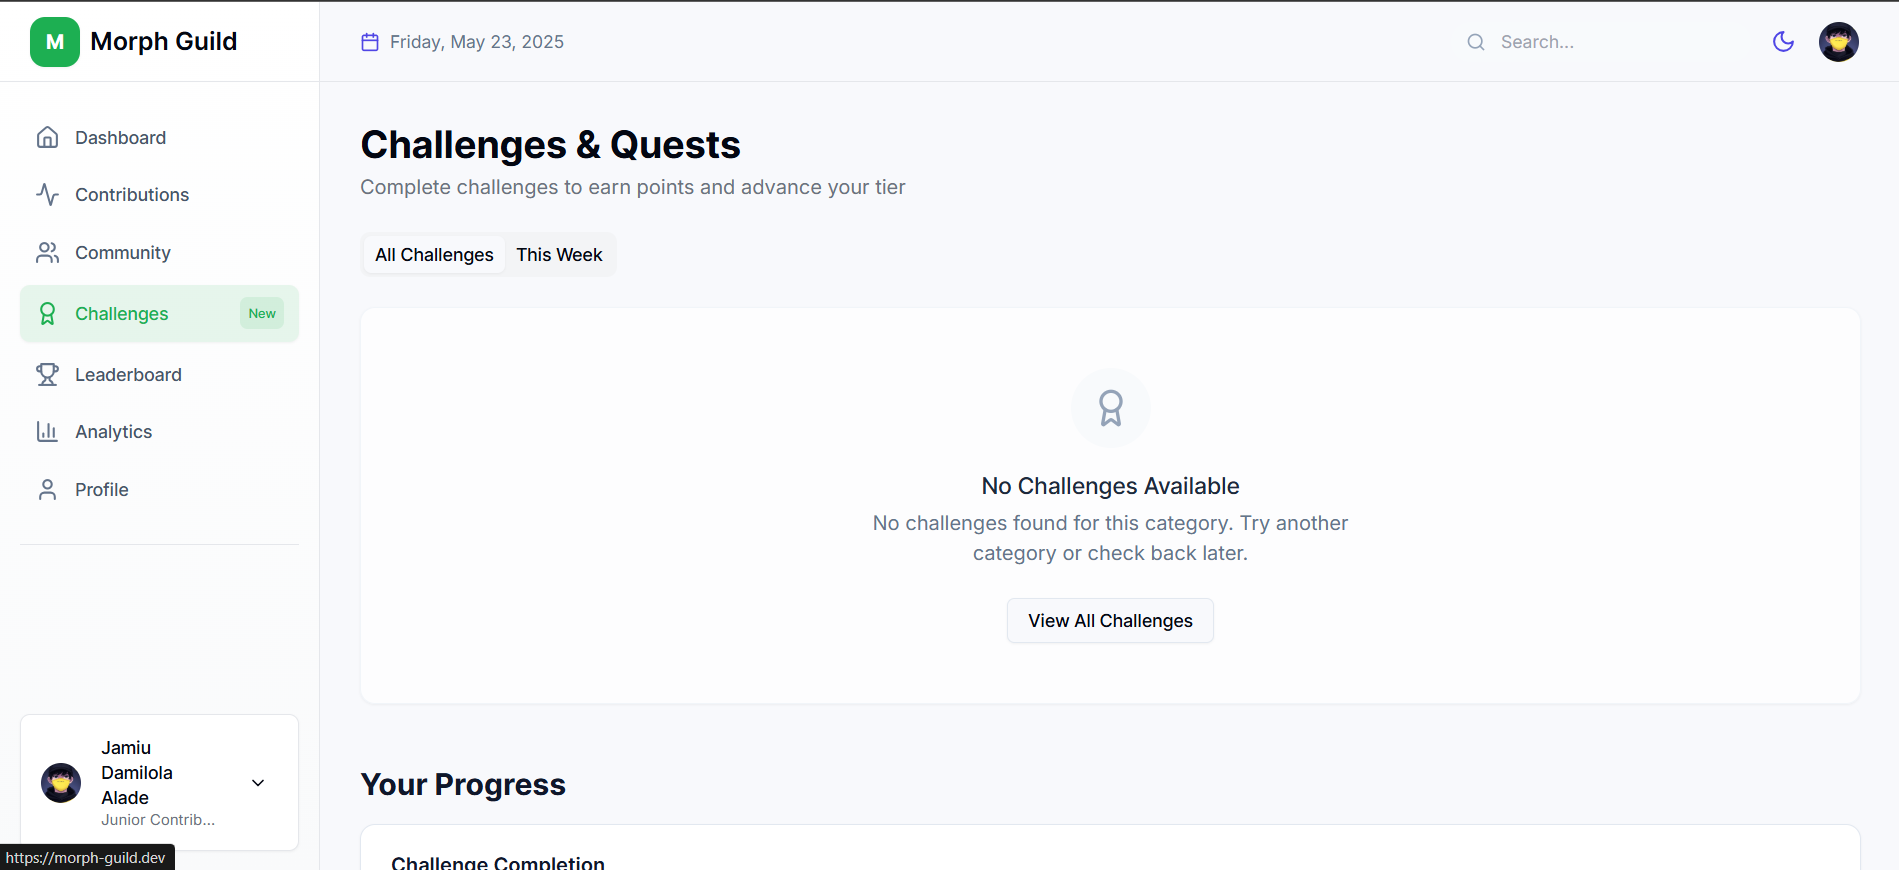 M Morph Guild
Friday, May 23, 2025
Search...
Dashboard
Contributions
Community
Challenges New
Leaderboard
Analytics
Profile
Jamiu
Damilola
Alade
Junior Contrib...
https://morph-guild.dev
Challenges & Quests
Complete challenges to earn points and advance your tier
All Challenges This Week
No Challenges Available
No challenges found for this category. Try another
category or check back later.
View All Challenges
Your Progress
Challenge Completion